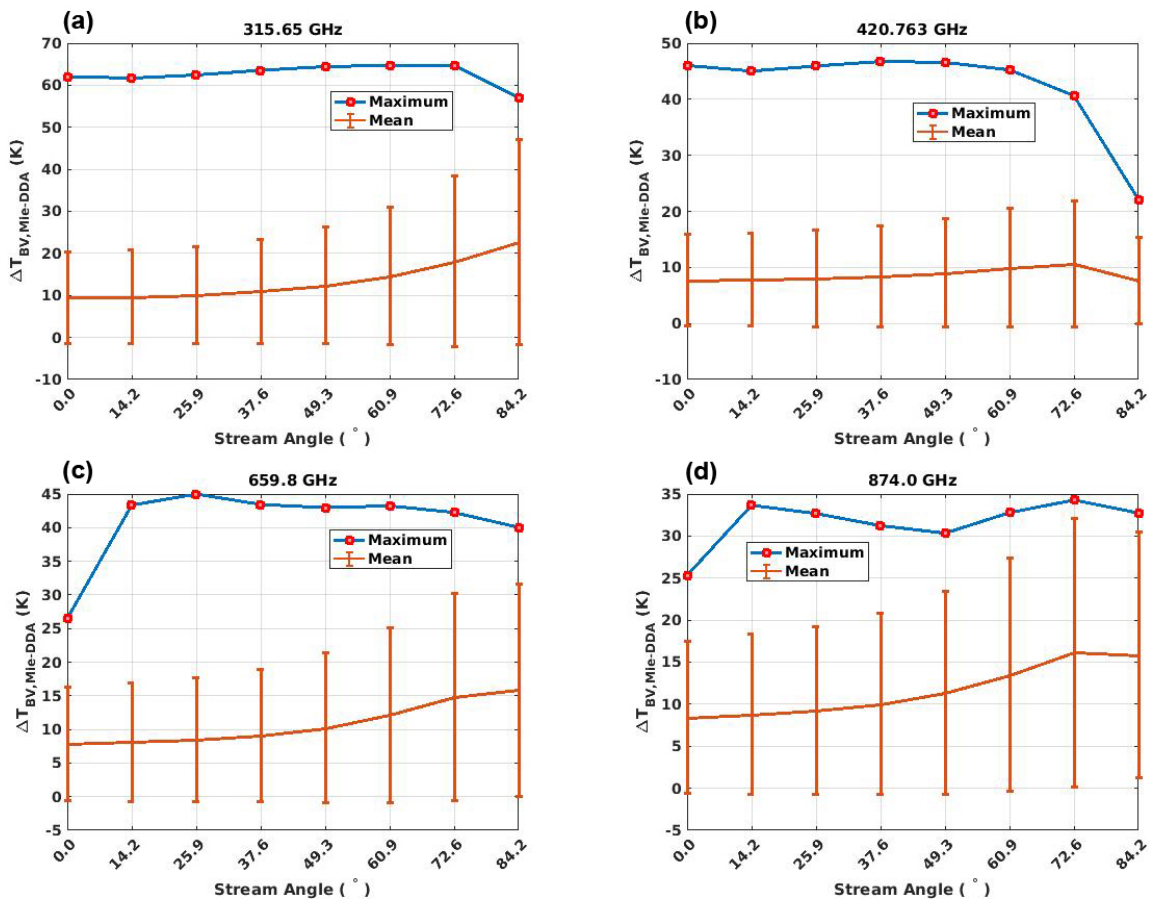 (a)
315.65 GHz
70
60
50
40
30
20
10
0
-10
ΔT_BV,Mie-DDA (K)
Maximum
Mean
0.0 14.2 25.9 37.6 49.3 60.9 72.6 84.2
Stream Angle ( ° )
(b)
420.763 GHz
50
40
30
20
10
0
-10
ΔT_BV,Mie-DDA (K)
Maximum
Mean
0.0 14.2 25.9 37.6 49.3 60.9 72.6 84.2
Stream Angle ( ° )
(c)
659.8 GHz
45
40
35
30
25
20
15
10
5
0
-5
ΔT_BV,Mie-DDA (K)
Maximum
Mean
0.0 14.2 25.9 37.6 49.3 60.9 72.6 84.2
Stream Angle ( ° )
(d)
874.0 GHz
35
30
25
20
15
10
5
0
-5
ΔT_BV,Mie-DDA (K)
Maximum
Mean
0.0 14.2 25.9 37.6 49.3 60.9 72.6 84.2
Stream Angle ( ° )